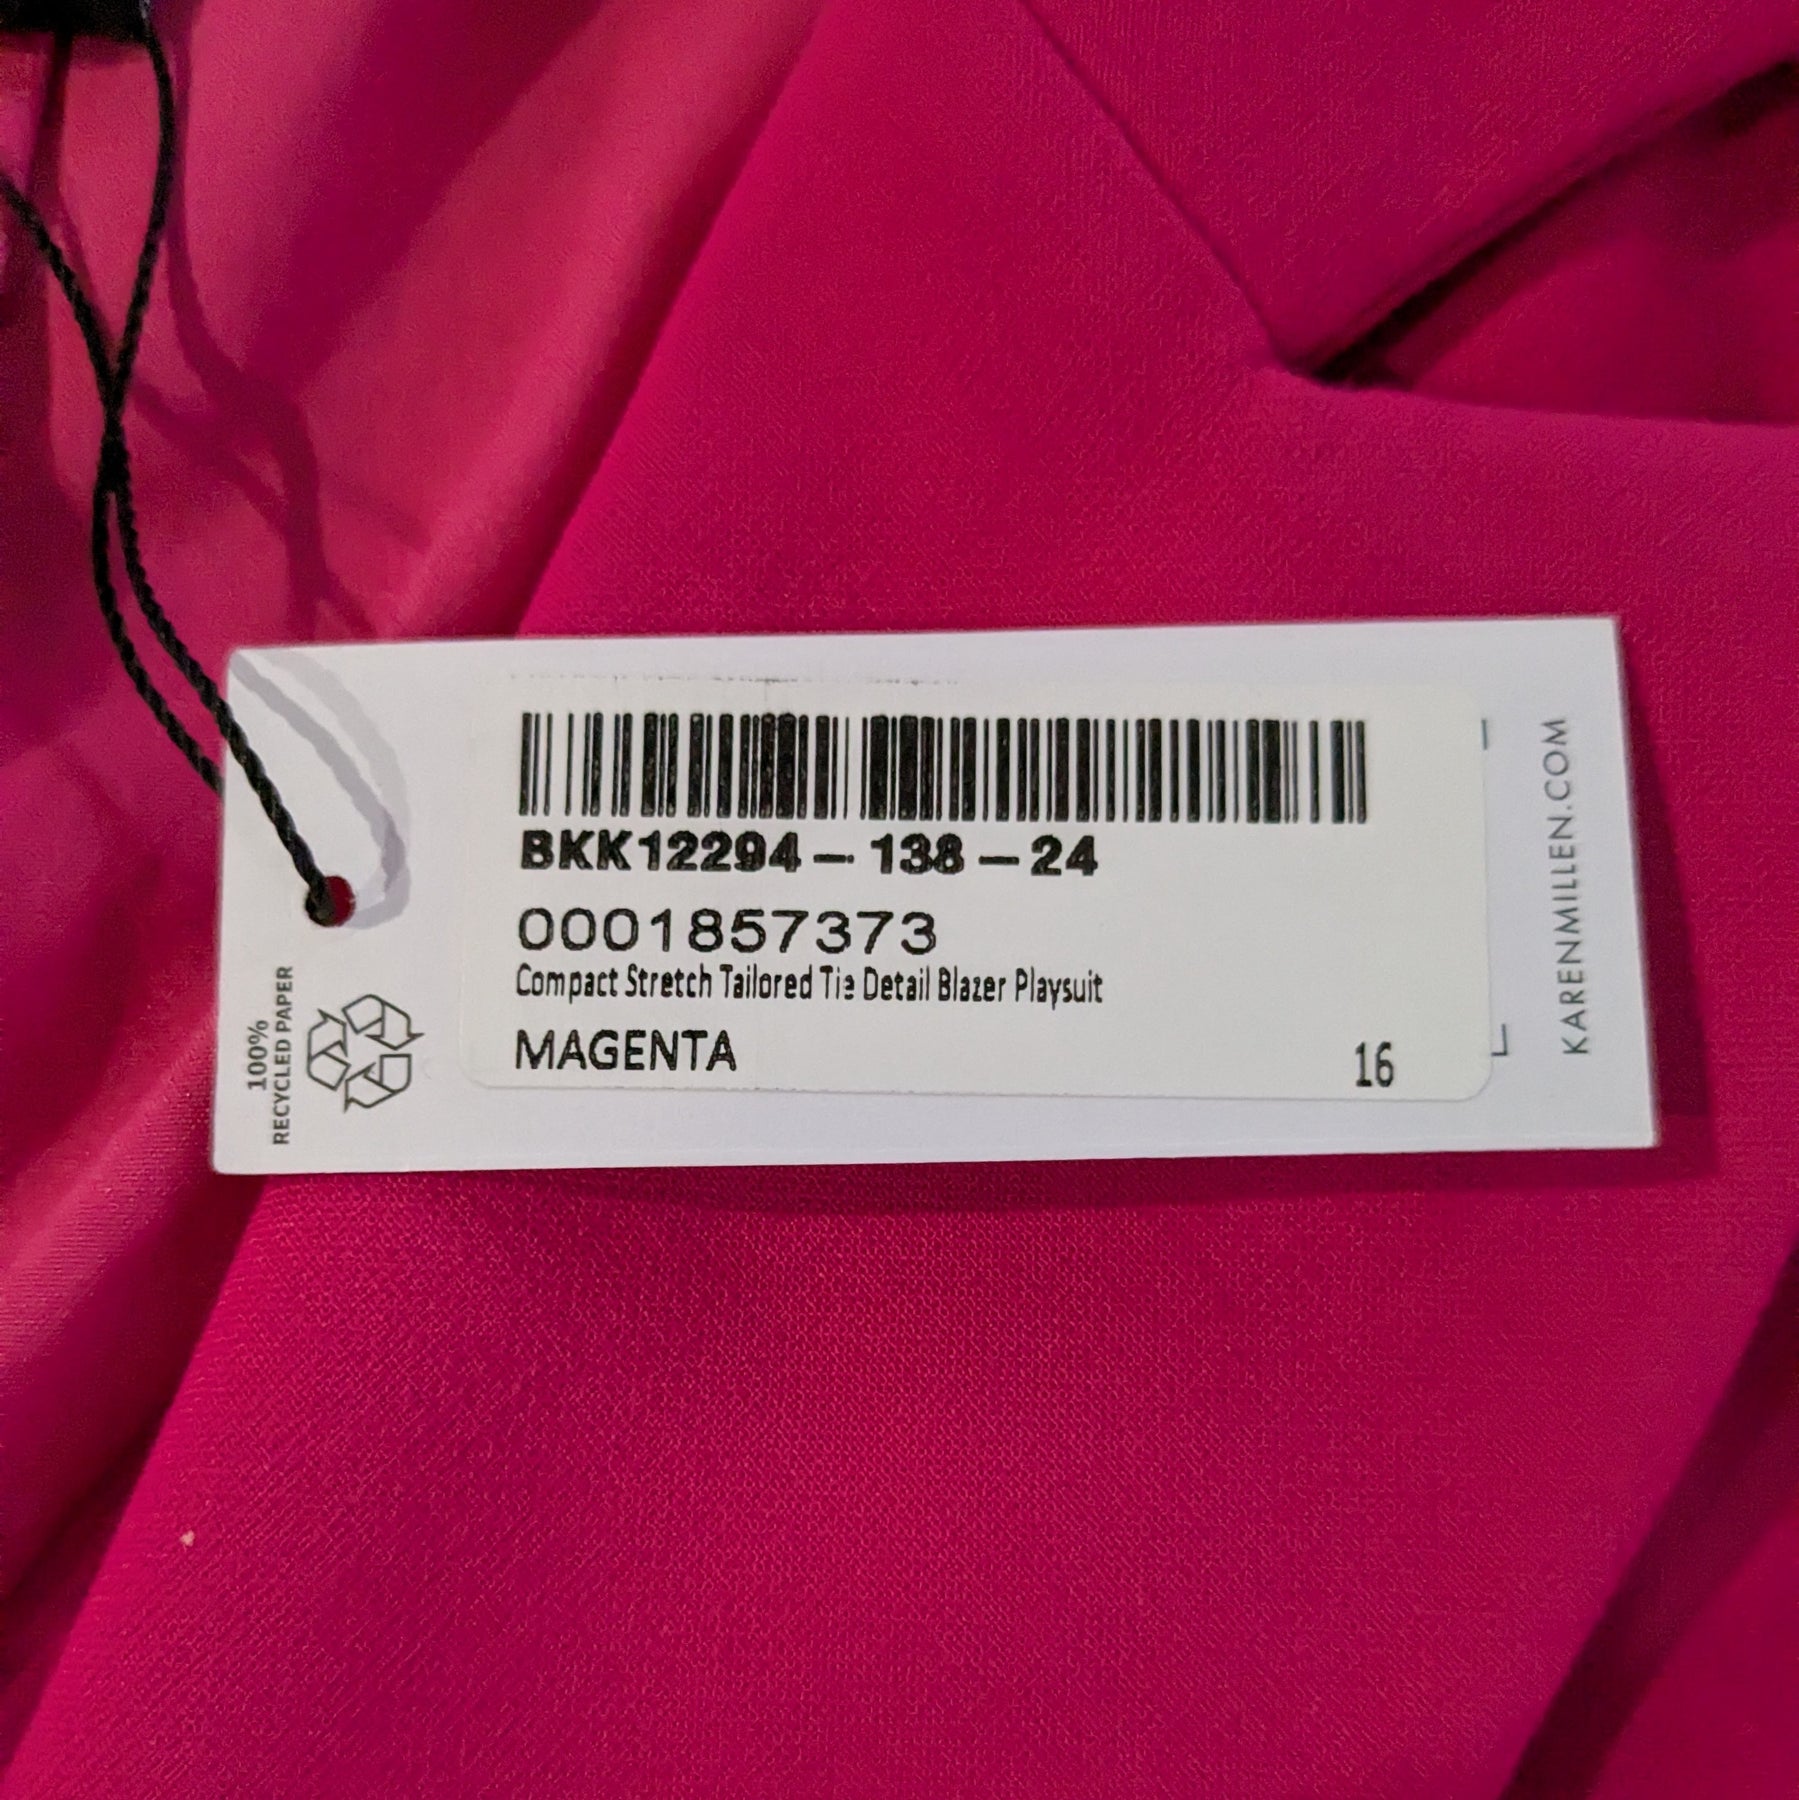 BKK12294-138-24
0001857373
Compact Stretch Tailored Tie Detail Blazer Playsuit
MAGENTA 16
100%
RECYCLED PAPER
KARENMILLEN.COM